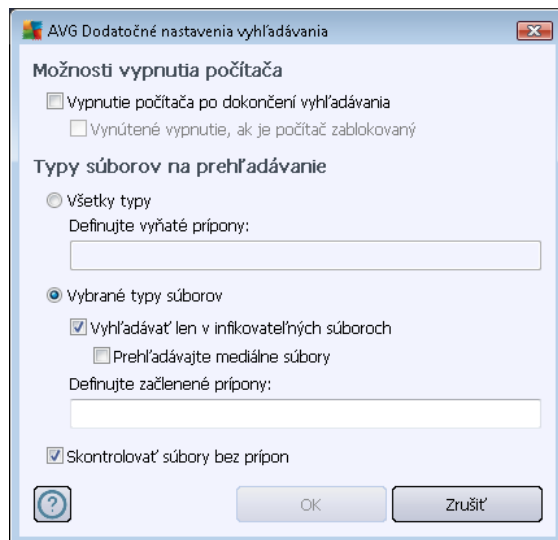 AVG Dodatočné nastavenia vyhľadávania
Možnosti vypnutia počítača
Vypnutie počítača po dokončení vyhľadávania
Vynútené vypnutie, ak je počítač zablokovaný
Typy súborov na prehľadávanie
Všetky typy
Definujte vyňaté prípony:
Vybrané typy súborov
Vyhľadávať len v infikovateľných súboroch
Prehľadávajte mediálne súbory
Definujte začlenené prípony:
Skontrolovať súbory bez prípon
? OK Zrušiť